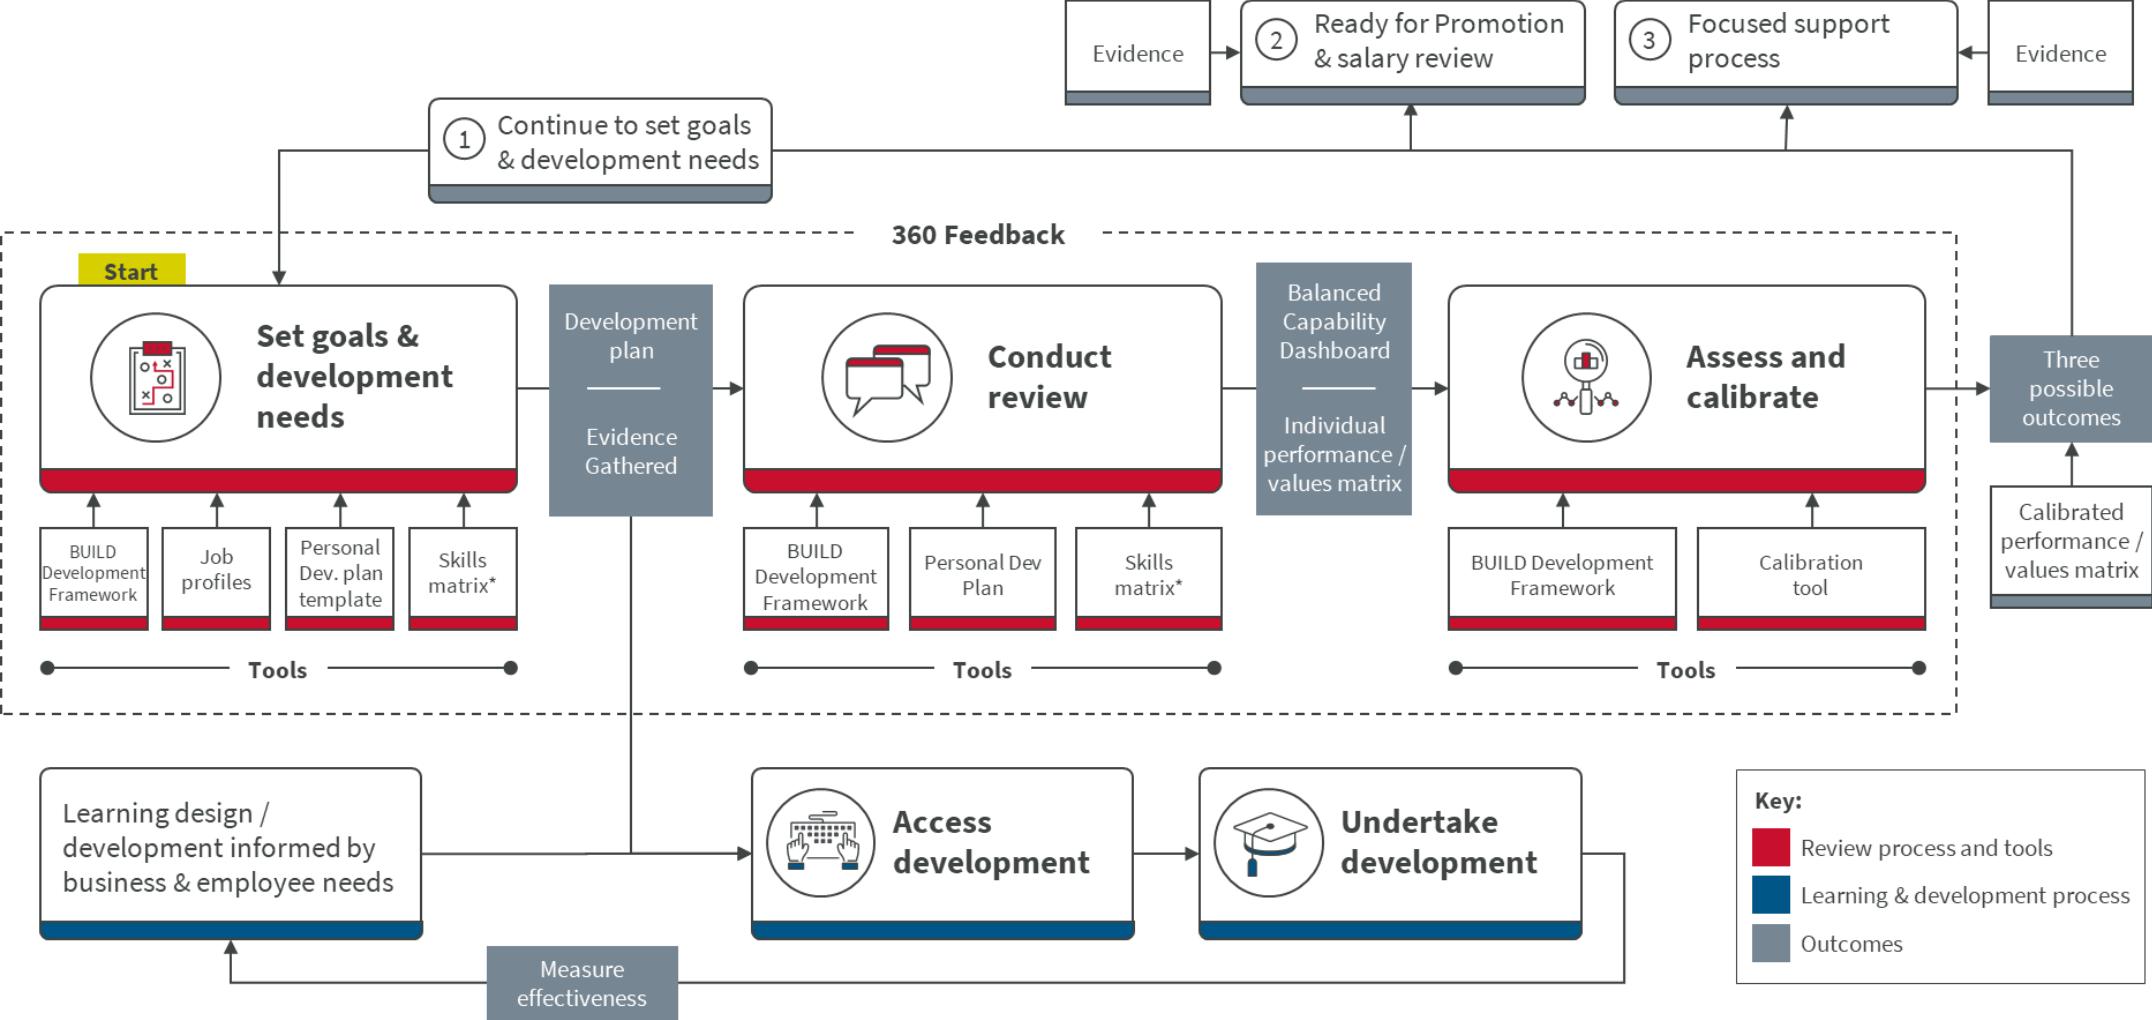 Evidence
2
Ready for Promotion
& salary review
3
Focused support
process
Evidence
1
Continue to set goals
& development needs
360 Feedback
Start
Set goals &
development
needs
Development
plan
Evidence
Gathered
Conduct
review
Balanced
Capability
Dashboard
Individual
performance /
values matrix
Assess and
calibrate
Three
possible
outcomes
Calibrated
performance /
values matrix
BUILD
Development
Framework
Job
profiles
Personal
Dev. plan
template
Skills
matrix*
BUILD
Development
Framework
Personal Dev
Plan
Skills
matrix*
BUILD Development
Framework
Calibration
tool
Tools
Tools
Tools
Learning design /
development informed by
business & employee needs
Access
development
Undertake
development
Measure
effectiveness
Key:
Review process and tools
Learning & development process
Outcomes